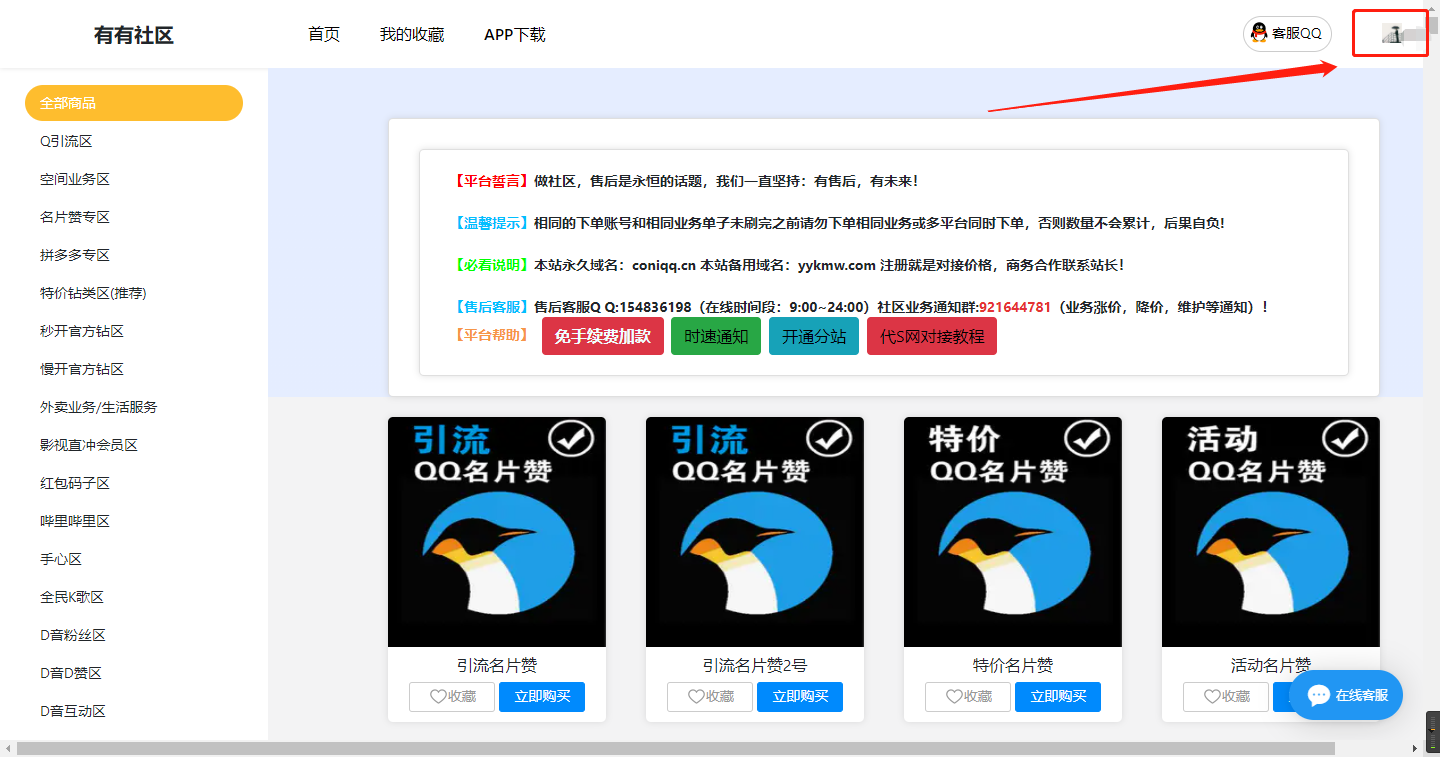 有有社区
首页
我的收藏
APP下载
客服QQ
全部商品
Q引流区
空间业务区
名片赞专区
拼多多专区
特价钻类区(推荐)
秒开官方钻区
慢开官方钻区
外卖业务/生活服务
影视直冲会员区
红包码子区
哔里哔里区
手心区
全民K歌区
D音粉丝区
D音D赞区
D音互动区
【平台誓言】做社区，售后是永恒的话题，我们一直坚持：有售后，有未来！
【温馨提示】相同的下单账号和相同业务单子未刷完之前请勿下单相同业务或多平台同时下单，否则数量不会累计，后果自负！
【必看说明】本站永久域名：coniqq.cn 本站备用域名：yykmw.com 注册就是对接价格，商务合作联系站长！
【售后客服】售后客服Q Q:154836198（在线时间段：9:00~24:00）社区业务通知群:921644781（业务涨价，降价，维护等通知）！
【平台帮助】 免手续费加款 时速通知 开通分站 代S网对接教程
引流
QQ名片赞
引流名片赞
收藏 立即购买
引流
QQ名片赞
引流名片赞2号
收藏 立即购买
特价
QQ名片赞
特价名片赞
收藏 立即购买
活动
QQ名片赞
活动名片赞
收藏
在线客服